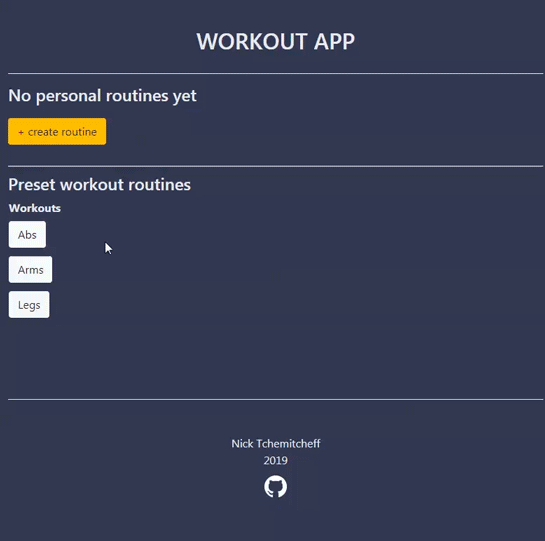 WORKOUT APP
No personal routines yet
+ create routine
Preset workout routines
Workouts
Abs
Arms
Legs
Nick Tchemitcheff
2019